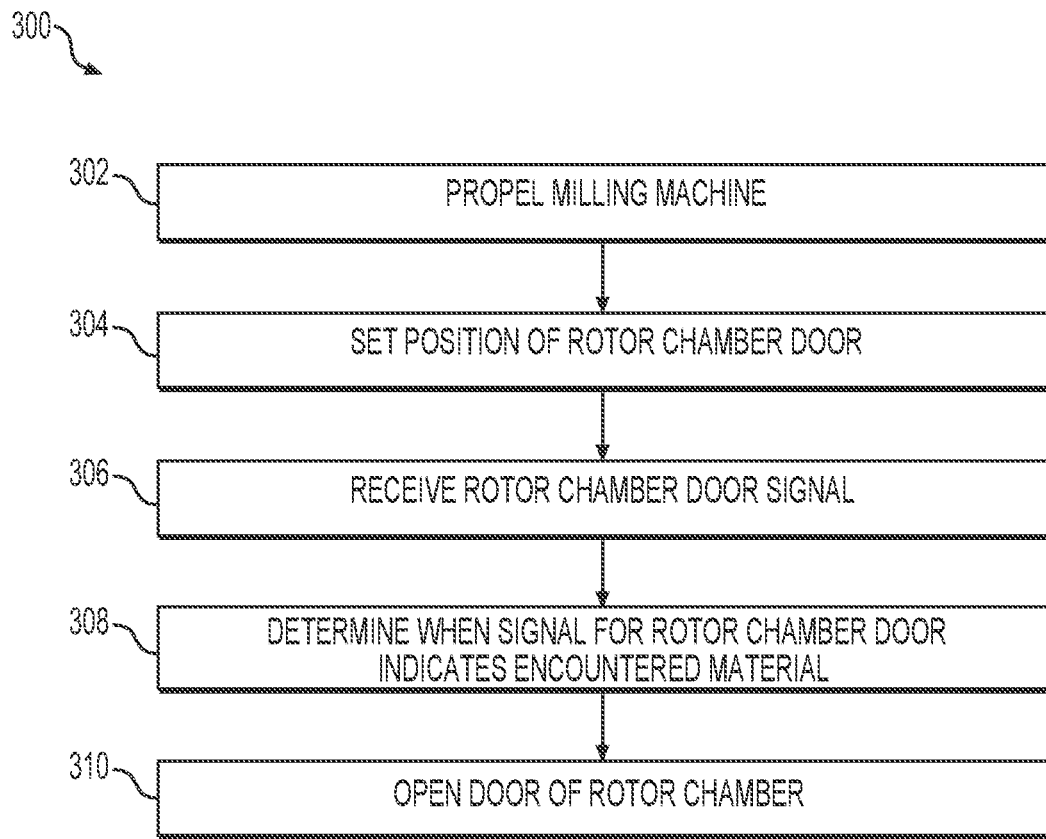 300
302
PROPEL MILLING MACHINE
304
SET POSITION OF ROTOR CHAMBER DOOR
306
RECEIVE ROTOR CHAMBER DOOR SIGNAL
308
DETERMINE WHEN SIGNAL FOR ROTOR CHAMBER DOOR
INDICATES ENCOUNTERED MATERIAL
310
OPEN DOOR OF ROTOR CHAMBER